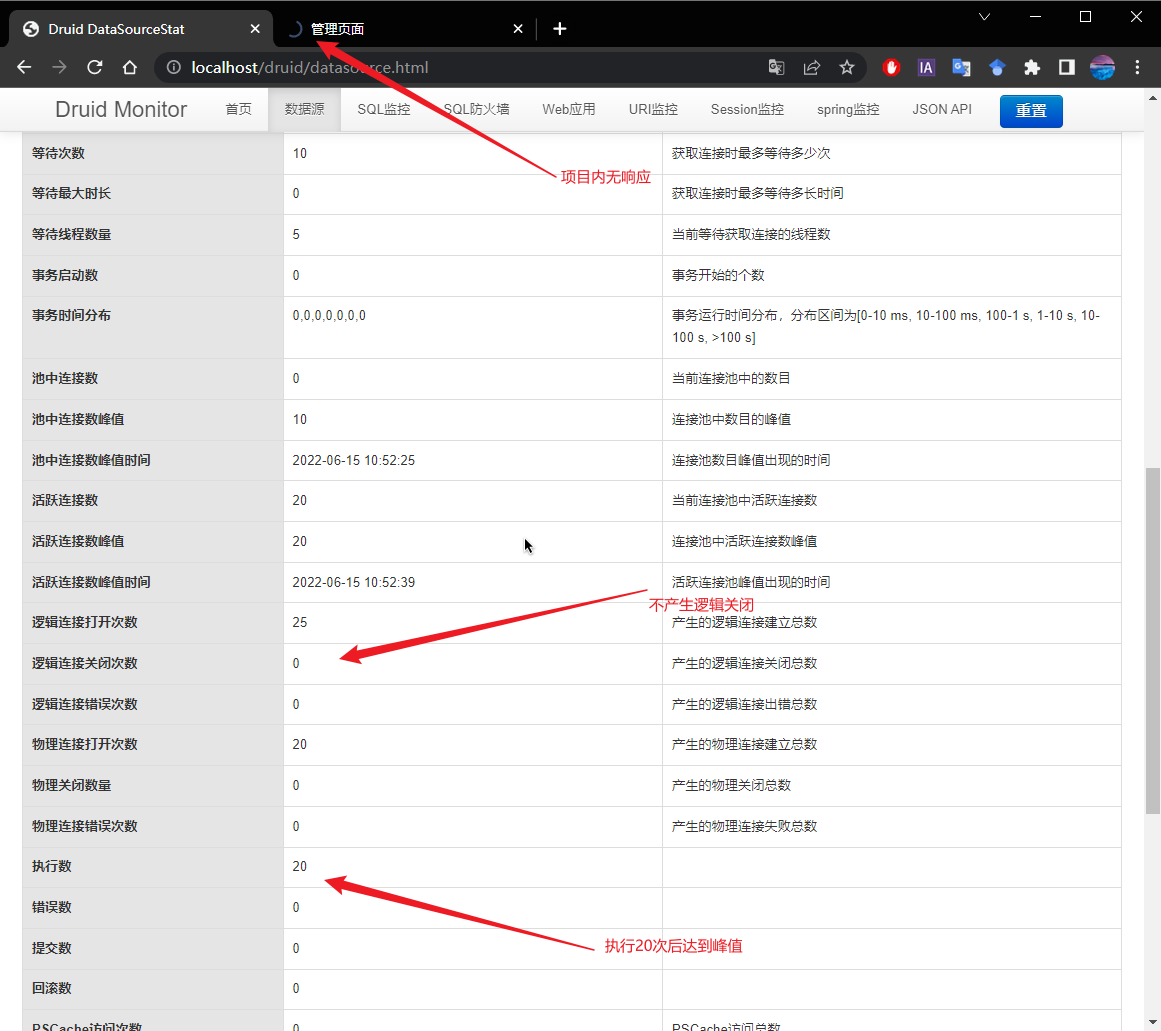 Druid DataSourceStat
管理页面
localhost/druid/datasource.html
Druid Monitor 首页 数据源 SQL监控 SQL防火墙 Web应用 URI监控 Session监控 spring监控 JSON API 重置
等待次数 10 获取连接时最多等待多少次
项目内无响应
等待最大时长 0 获取连接时最多等待多长时间
等待线程数量 5 当前等待获取连接的线程数
事务启动数 0 事务开始的个数
事务时间分布 0,0,0,0,0,0,0 事务运行时间分布，分布区间为[0-10 ms, 10-100 ms, 100-1 s, 1-10 s, 10-
100 s, >100 s]
池中连接数 0 当前连接池中的数目
池中连接数峰值 10 连接池中数目的峰值
池中连接数峰值时间 2022-06-15 10:52:25 连接池数目峰值出现的时间
活跃连接数 20 当前连接池中活跃连接数
活跃连接数峰值 20 连接池中活跃连接数峰值
活跃连接数峰值时间 2022-06-15 10:52:39 活跃连接池峰值出现的时间
不产生逻辑关闭
逻辑连接打开次数 25 产生的逻辑连接建立总数
逻辑连接关闭次数 0 产生的逻辑连接关闭总数
逻辑连接错误次数 0 产生的逻辑连接出错总数
物理连接打开次数 20 产生的物理连接建立总数
物理关闭数量 0 产生的物理关闭总数
物理连接错误次数 0 产生的物理连接失败总数
执行数 20
错误数 0
执行20次后达到峰值
提交数 0
回滚数 0
PSCache访问次数 0 PSCache访问总数